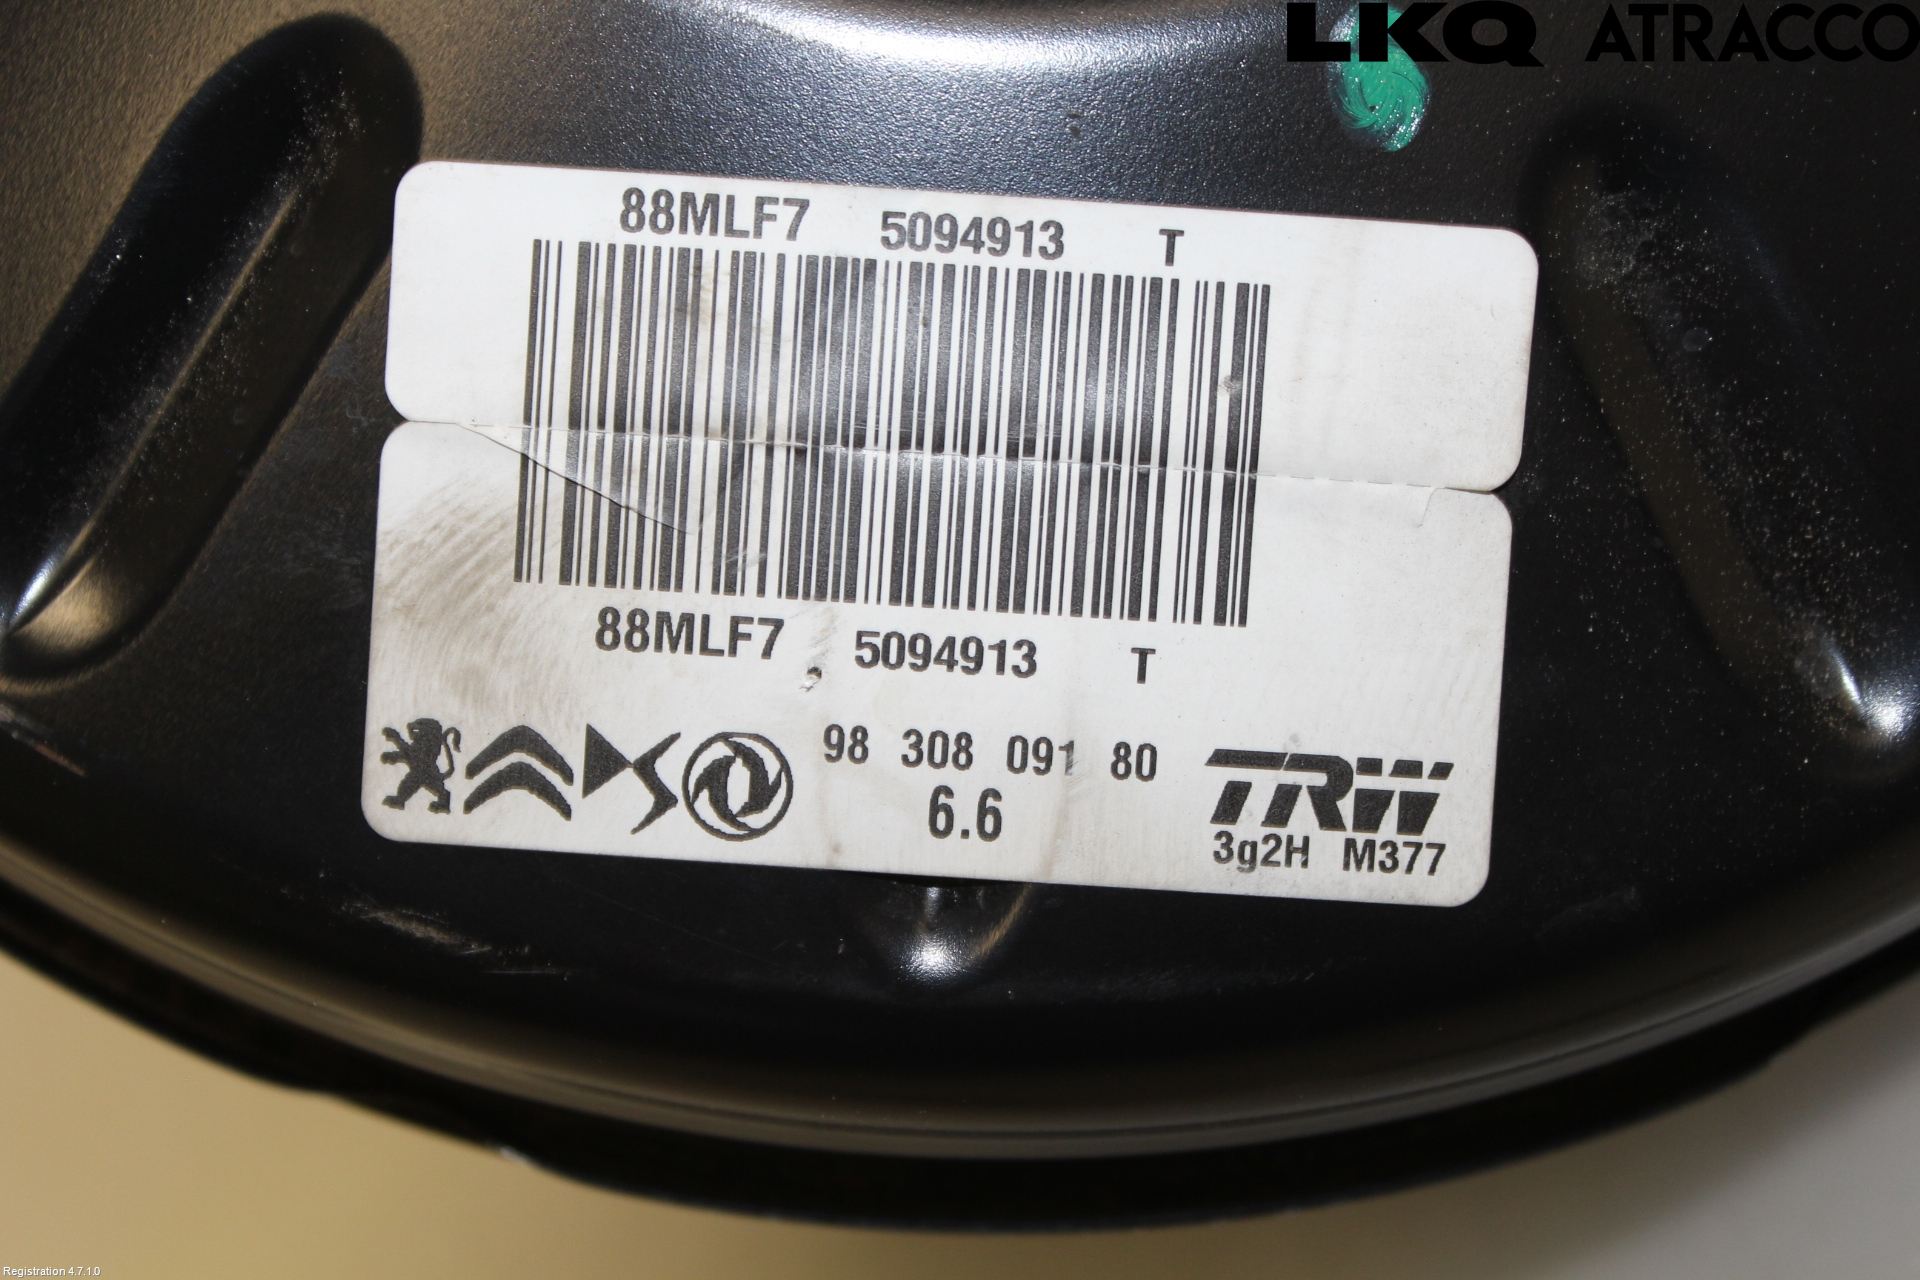 LKQ ATRACCO
88MLF7 5094913 T
88MLF7 5094913 T
DS 98 308 091 80
6.6
TRW
3g2H M377
Registration 4.7.1.0